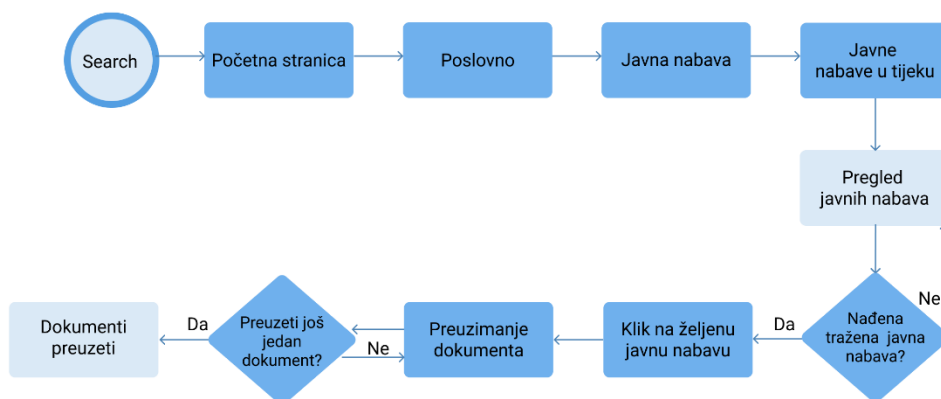 Search
Početna stranica
Poslovno
Javna nabava
Javne
nabave u tijeku
Pregled
javnih nabava
Ne
Nađena
tražena javna
nabava?
Da
Klik na željenu
javnu nabavu
Preuzimanje
dokumenta
Ne
Preuzeti još
jedan
dokument?
Da
Dokumenti
preuzeti